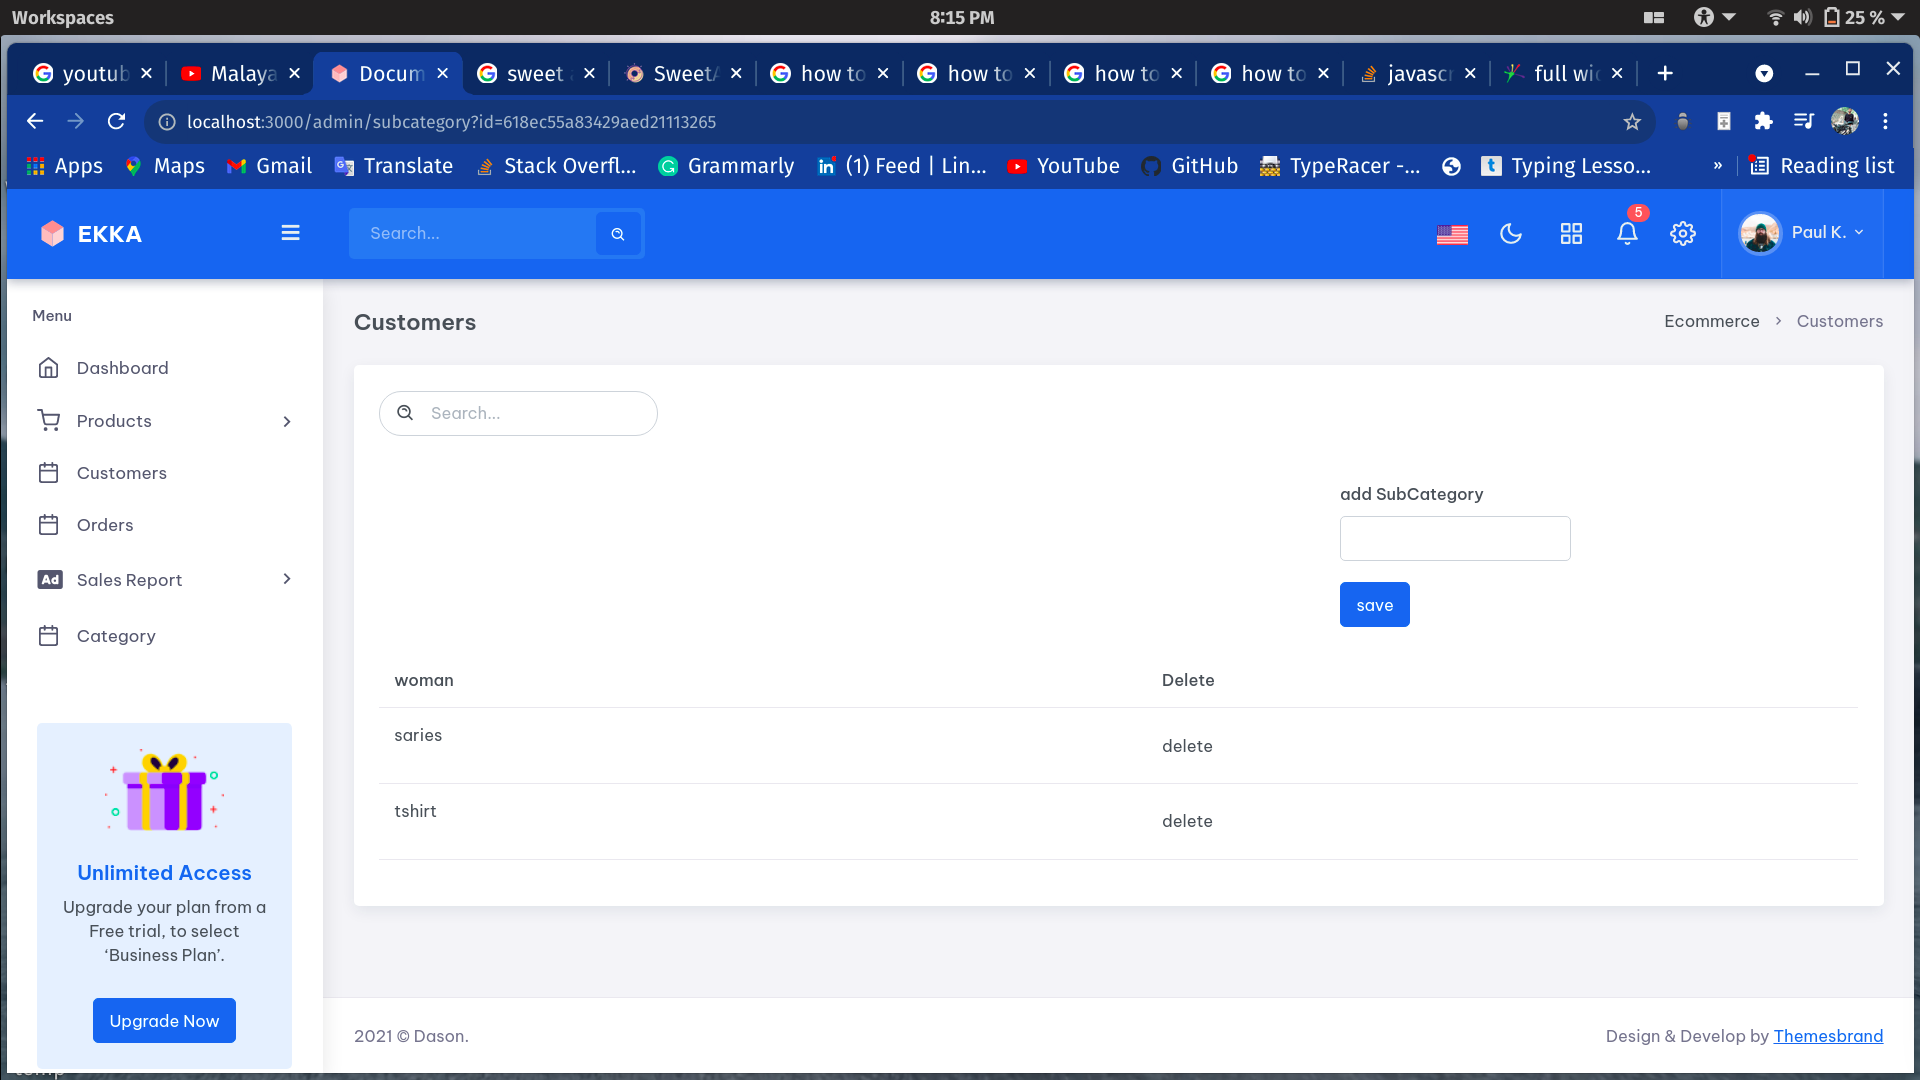 Workspaces
8:15 PM
25 %
youtub
Malaya
Docum
sweet
SweetA
how to
how to
how to
how to
javasc
full wi
localhost:3000/admin/subcategory?id=618ec55a83429aed21113265
Apps
Maps
Gmail
Translate
Stack Overfl...
Grammarly
(1) Feed | Lin...
YouTube
GitHub
TypeRacer -...
Typing Lesso...
»
Reading list
EKKA
Search...
5
Paul K.
Menu
Dashboard
Products
Customers
Orders
Ad Sales Report
Category
Unlimited Access
Upgrade your plan from a
Free trial, to select
‘Business Plan’.
Upgrade Now
Customers
Ecommerce > Customers
Search...
add SubCategory
save
woman
Delete
saries
delete
tshirt
delete
2021 © Dason.
Design & Develop by Themesbrand